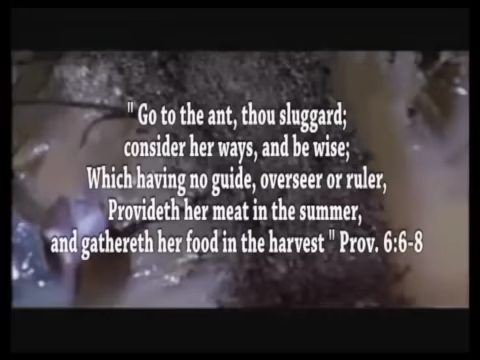 " Go to the ant, thou sluggard;
consider her ways, and be wise;
Which having no guide, overseer or ruler,
Provideth her meat in the summer,
and gathereth her food in the harvest " Prov. 6:6-8